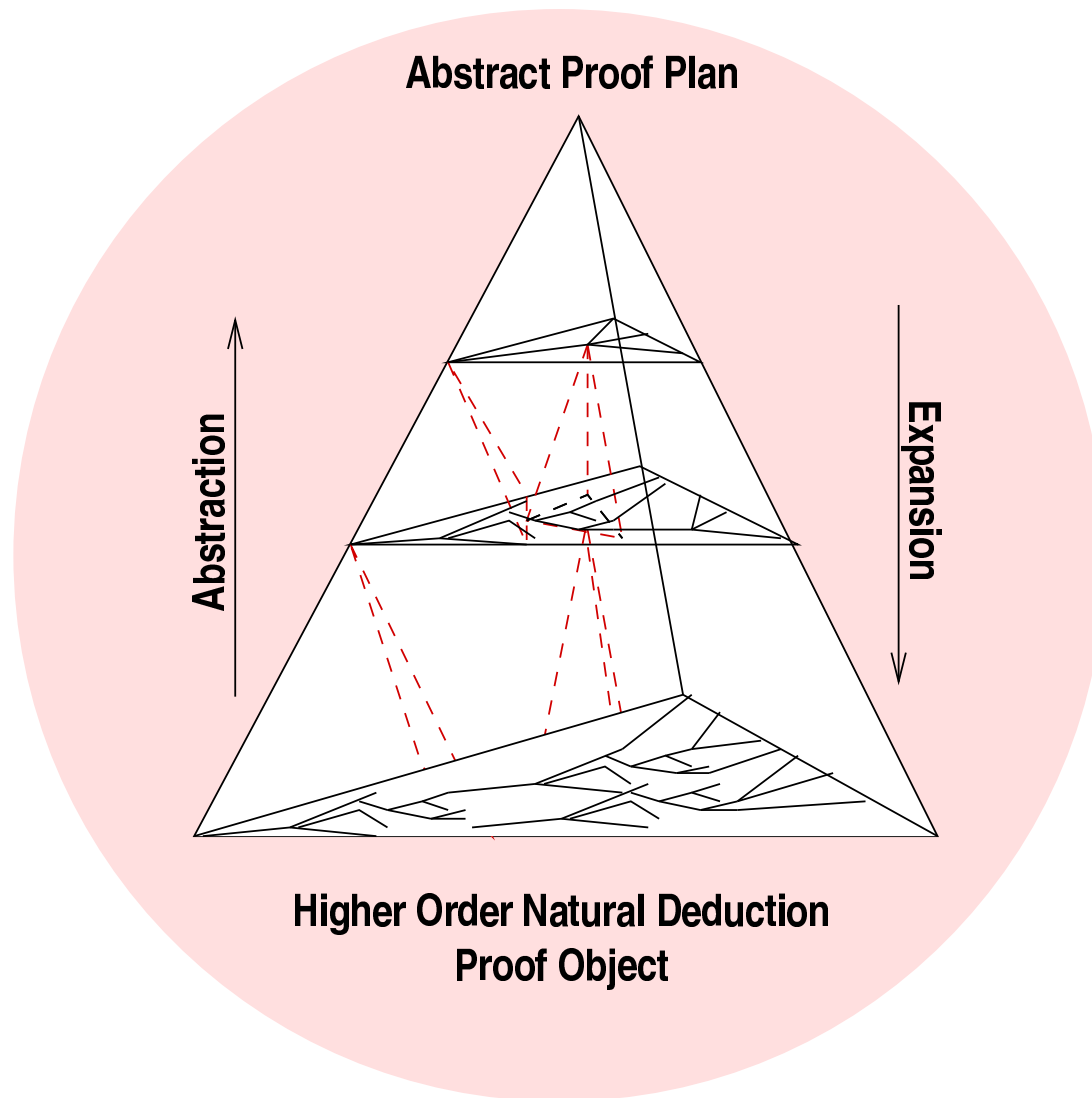 Abstract Proof Plan
Abstraction
Expansion
Higher Order Natural Deduction
Proof Object